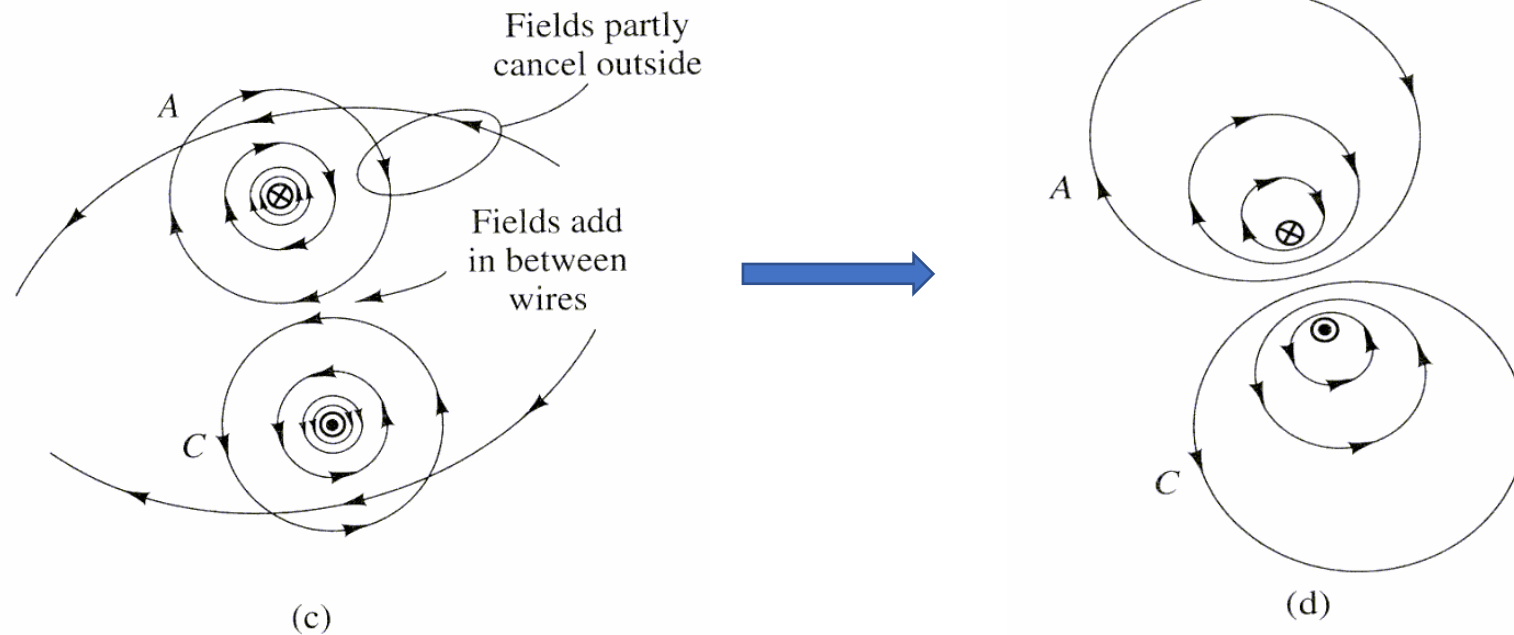 Fields partly
cancel outside
A
Fields add
in between
wires
C
(c)
A
C
(d)